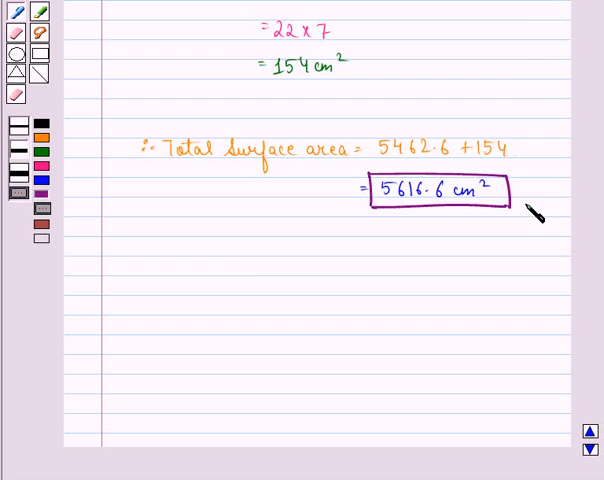 = 22 x 7
= 154 cm²
∴ Total Surface area = 5462.6 + 154.
= 5616.6 cm²